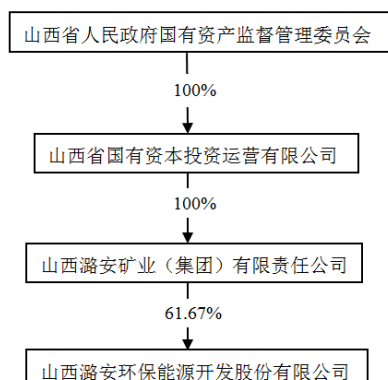 山西省人民政府国有资产监督管理委员会
100%
山西省国有资本投资运营有限公司
100%
山西潞安矿业（集团）有限责任公司
61.67%
山西潞安环保能源开发股份有限公司